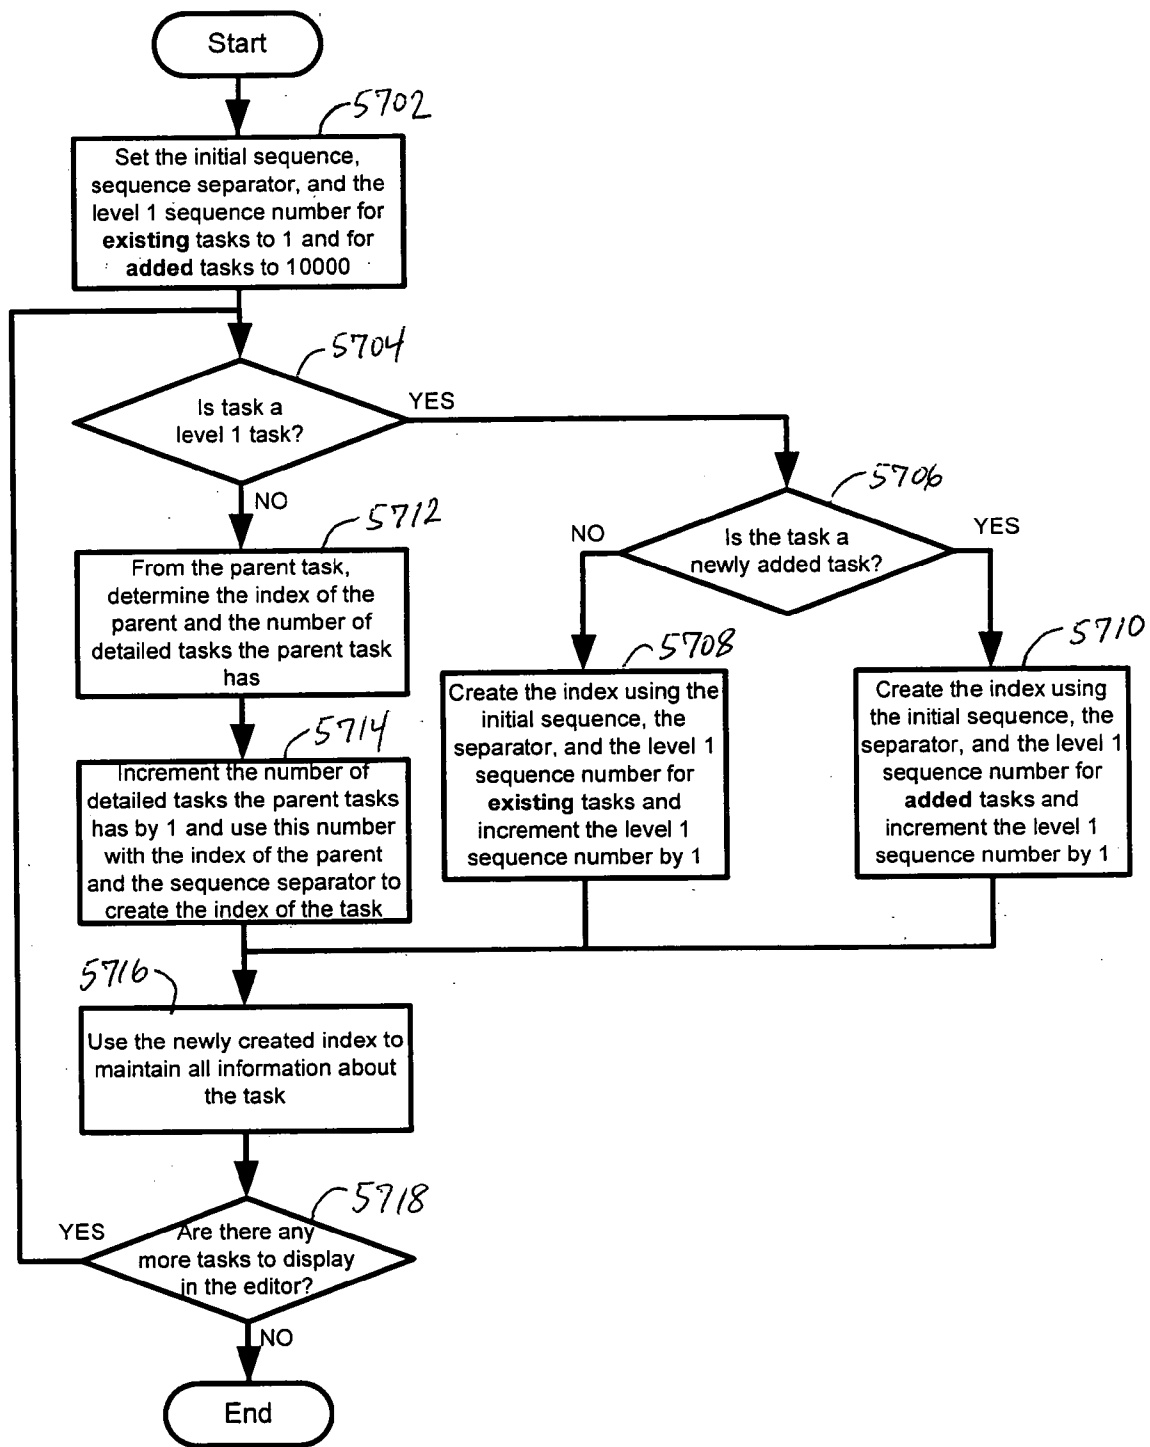 Start
5702
Set the initial sequence,
sequence separator, and the
level 1 sequence number for
existing tasks to 1 and for
added tasks to 10000
5704
Is task a
level 1 task?
YES
NO
5706
Is the task a
newly added task?
NO
YES
5712
From the parent task,
determine the index of the
parent and the number of
detailed tasks the parent task
has
5708
Create the index using the
initial sequence, the
separator, and the level 1
sequence number for
existing tasks and
increment the level 1
sequence number by 1
5710
Create the index using
the initial sequence, the
separator, and the level 1
sequence number for
added tasks and
increment the level 1
sequence number by 1
5714
Increment the number of
detailed tasks the parent tasks
has by 1 and use this number
with the index of the parent
and the sequence separator to
create the index of the task
5716
Use the newly created index to
maintain all information about
the task
5718
YES
Are there any
more tasks to display
in the editor?
NO
End